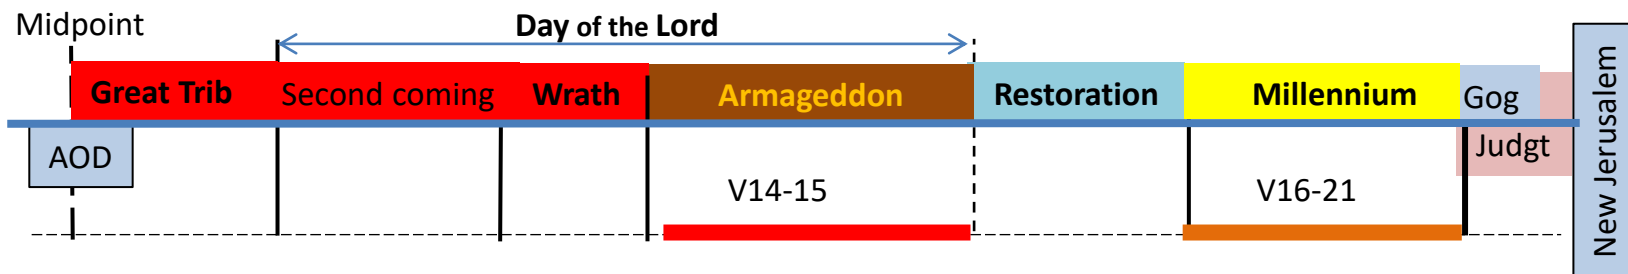 Midpoint
Day of the Lord
Great Trib Second coming Wrath Armageddon Restoration Millennium Gog
AOD
Judgt
V14-15 V16-21
New Jerusalem